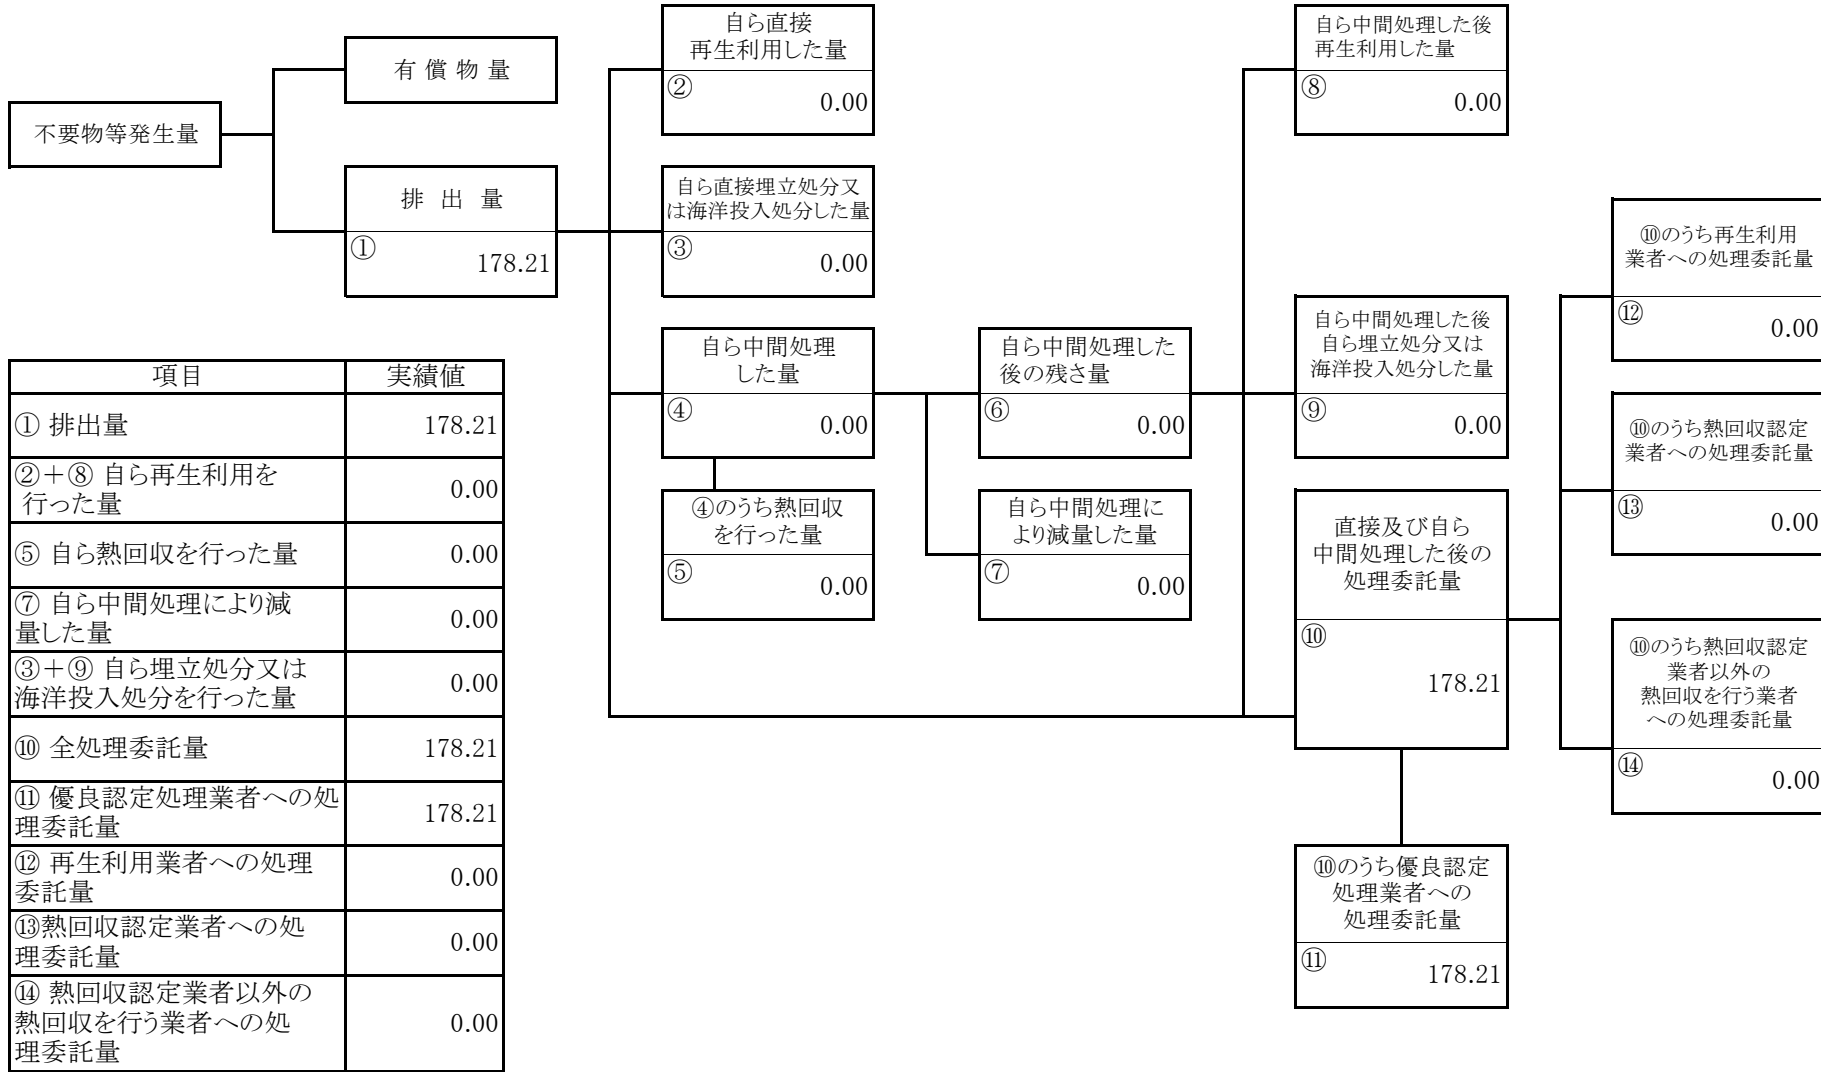 自ら直接
再生利用した量
②
0.00
自ら中間処理した後
再生利用した量
⑧
0.00
有 償 物 量
不要物等発生量
排 出 量
①
178.21
自ら直接埋立処分又
は海洋投入処分した量
③
0.00
⑩のうち再生利用
業者への処理委託量
⑫
0.00
自ら中間処理
した量
④
0.00
自ら中間処理した
後の残さ量
⑥
0.00
自ら中間処理した後
自ら埋立処分又は
海洋投入処分した量
⑨
0.00
⑩のうち熱回収認定
業者への処理委託量
⑬
0.00
④のうち熱回収
を行った量
⑤
0.00
自ら中間処理に
より減量した量
⑦
0.00
直接及び自ら
中間処理した後の
処理委託量
⑩
178.21
⑩のうち熱回収認定
業者以外の
熱回収を行う業者
への処理委託量
⑭
0.00
⑩のうち優良認定
処理業者への
処理委託量
⑪
178.21
項目 実績値
① 排出量 178.21
②+⑧ 自ら再生利用を
行った量 0.00
⑤ 自ら熱回収を行った量 0.00
⑦ 自ら中間処理により減
量した量 0.00
③+⑨ 自ら埋立処分又は
海洋投入処分を行った量 0.00
⑩ 全処理委託量 178.21
⑪ 優良認定処理業者への処
理委託量 178.21
⑫ 再生利用業者への処理
委託量 0.00
⑬熱回収認定業者への処
理委託量 0.00
⑭ 熱回収認定業者以外の
熱回収を行う業者への処
理委託量 0.00